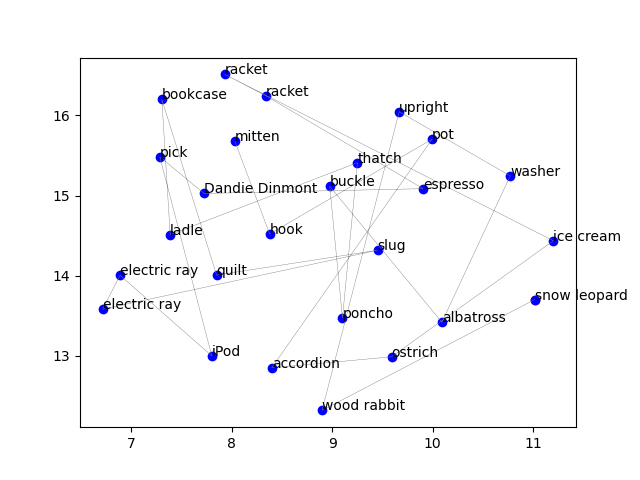 racket
bookcase
racket
16
upright
pot
mitten
pick
thatch
washer
buckle
Dandie Dinmont
espresso
15
ladle
hook
ice cream
slug
electric ray
quilt
14
snow leopard
electric ray
poncho
albatross
iPod
ostrich
13
accordion
wood rabbit
7 8 9 10 11